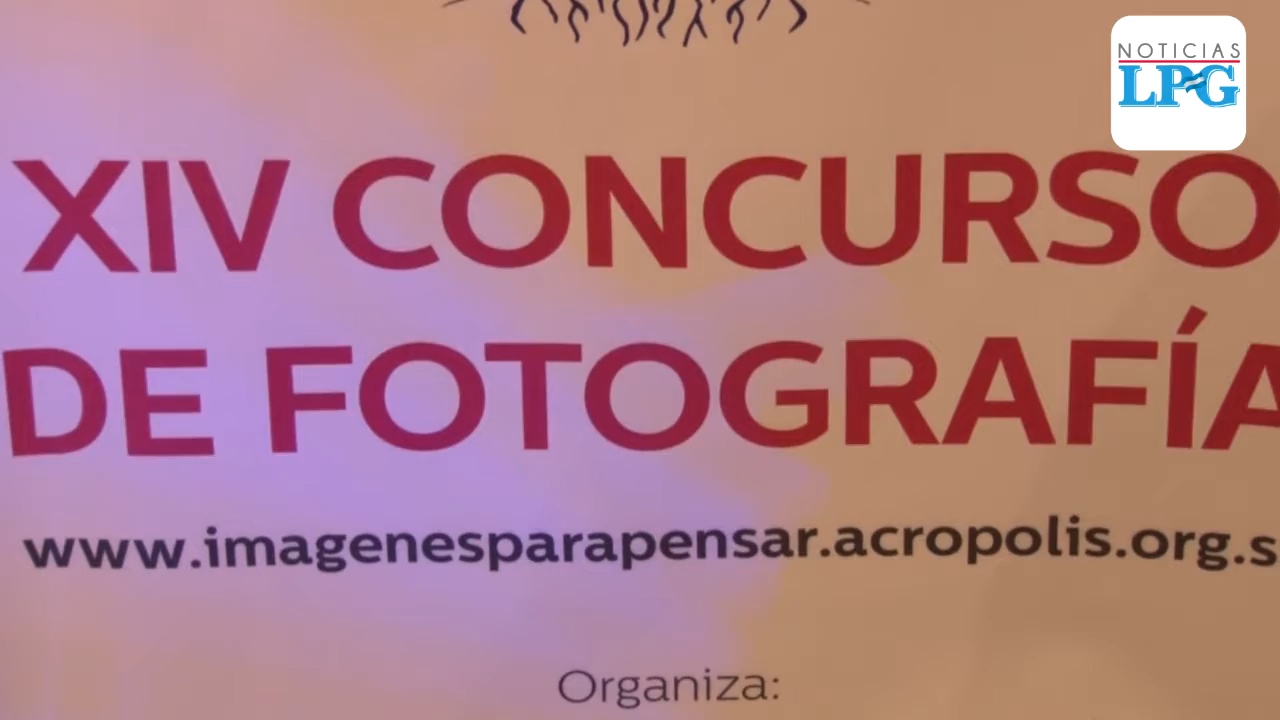 NOTICIAS
LPG
XIV CONCURSO
DE FOTOGRAFÍA
www.imagenesparapensar.acropolis.org.s
Organiza: